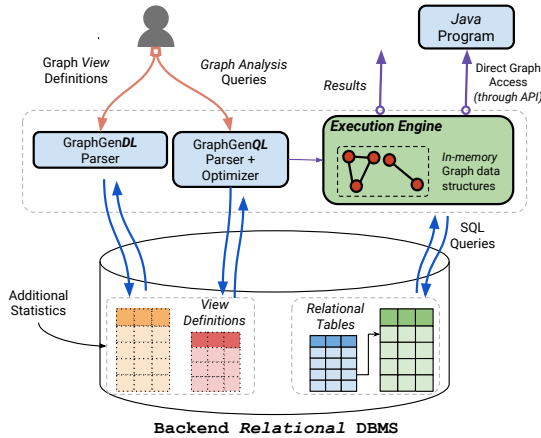 Java
Program
Graph View
Definitions
Graph Analysis
Queries
Results
Direct Graph
Access
(through API)
GraphGenDL
Parser
GraphGenQL
Parser +
Optimizer
Execution Engine
In-memory
Graph data
structures
SQL
Queries
Additional
Statistics
View
Definitions
Relational
Tables
Backend Relational DBMS